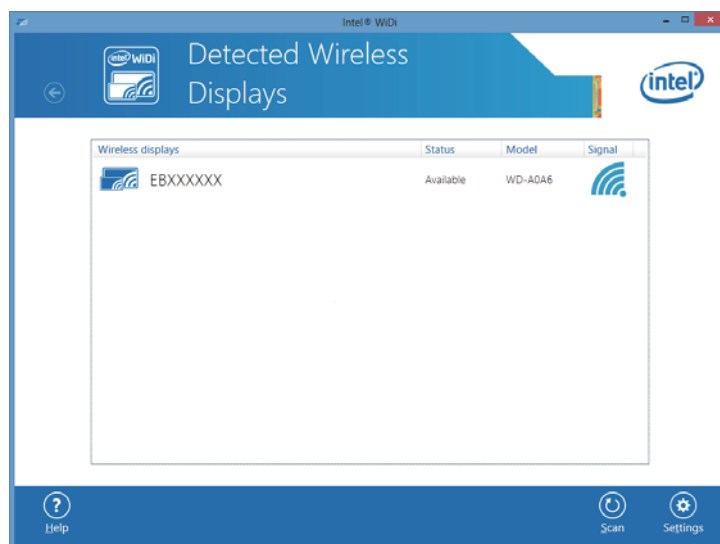 Intel® WiDi
intel WiDi
Detected Wireless
Displays
intel
Wireless displays Status Model Signal
EBXXXXXX Available WD-A0A6
Help Scan Settings